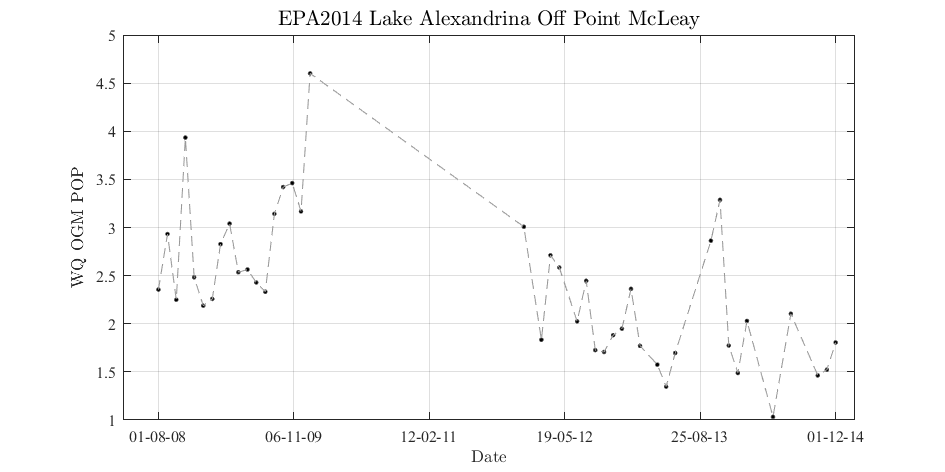 EPA2014 Lake Alexandrina Off Point McLeay
WQ OGM POP
5
4.5
4
3.5
3
2.5
2
1.5
1
01-08-08 06-11-09 12-02-11 19-05-12 25-08-13 01-12-14
Date